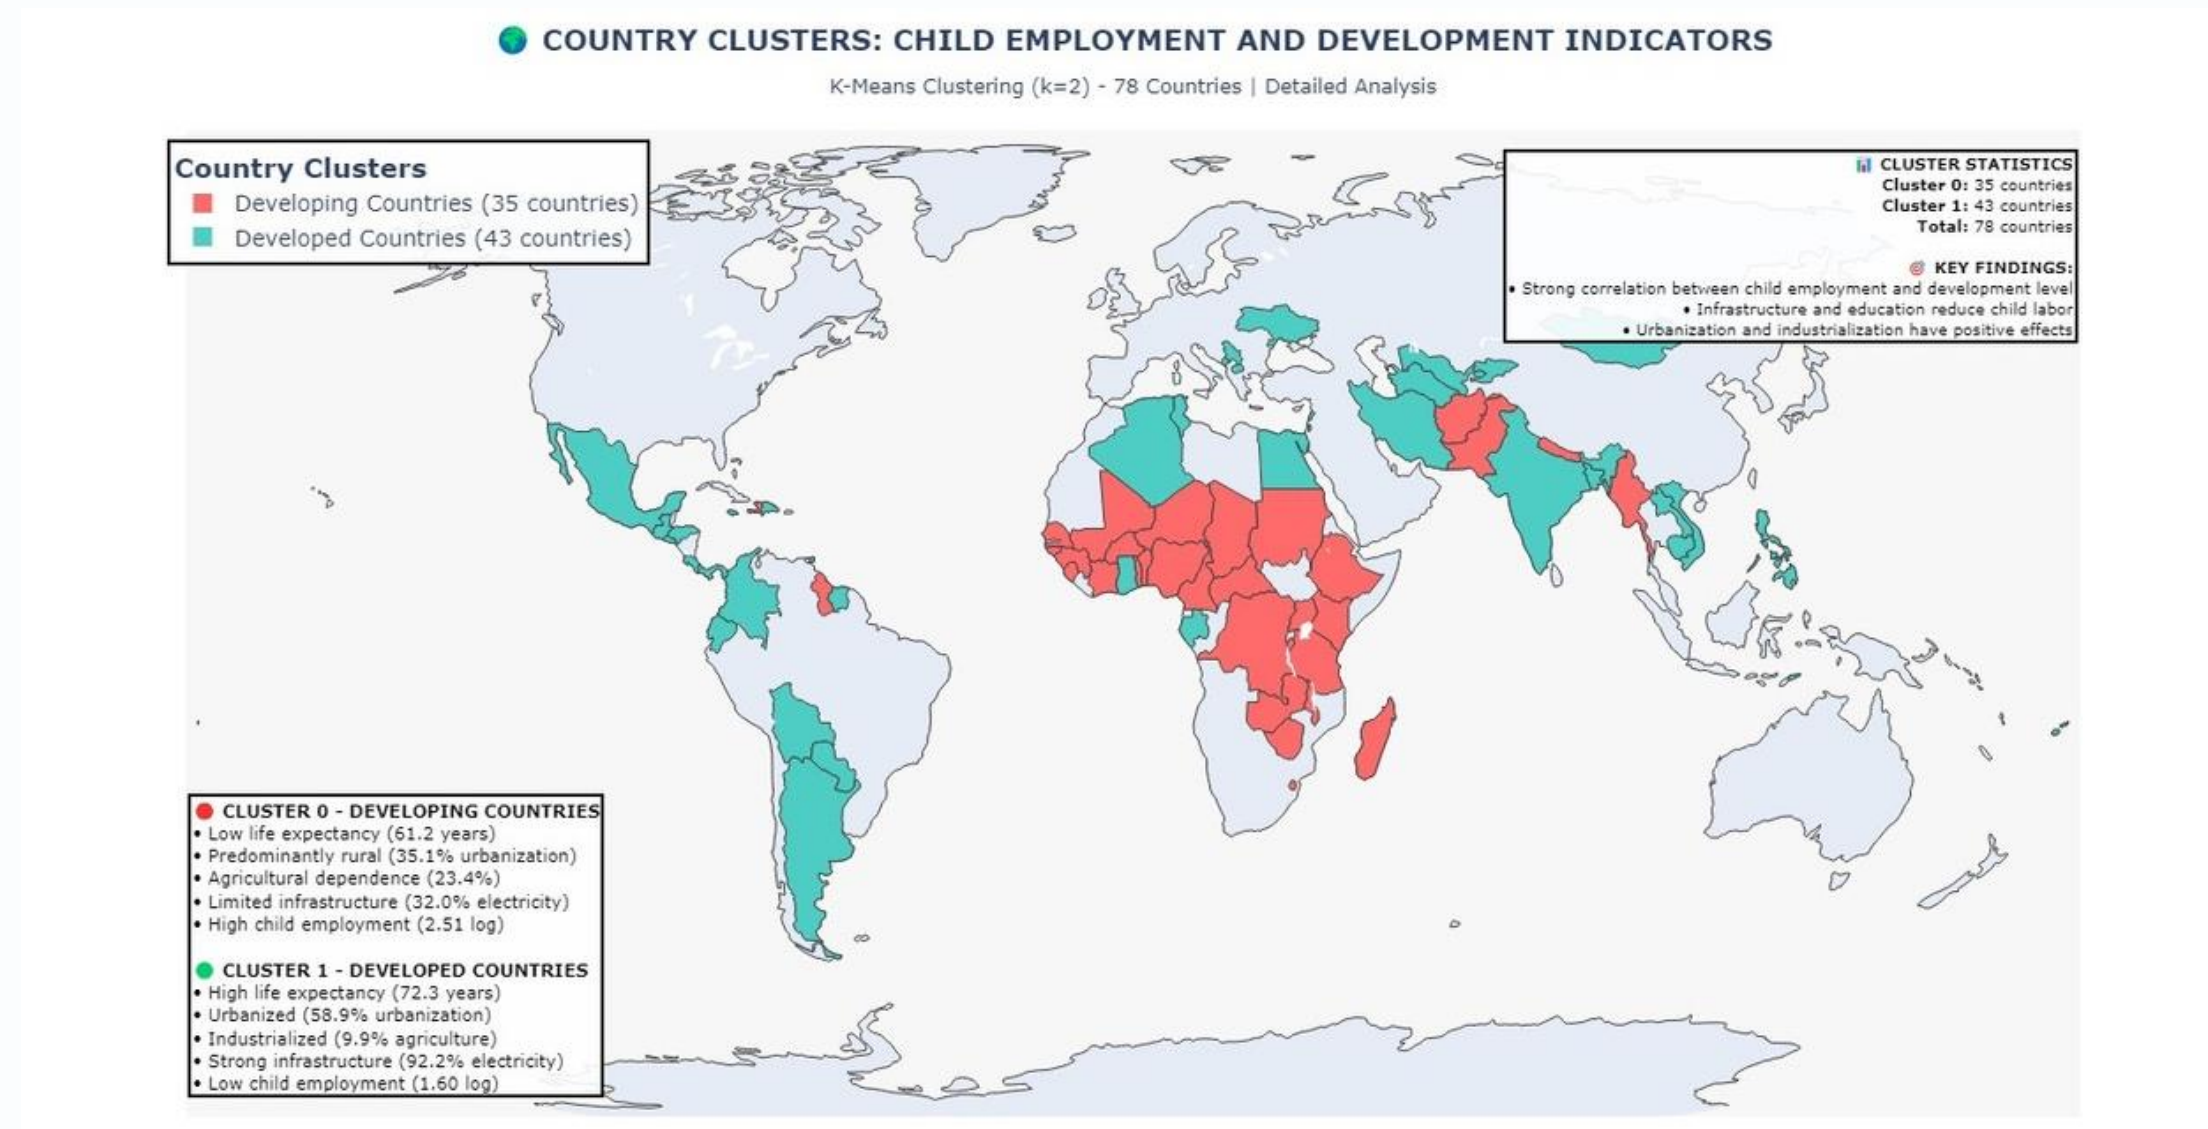 🌍 COUNTRY CLUSTERS: CHILD EMPLOYMENT AND DEVELOPMENT INDICATORS
K-Means Clustering (k=2) - 78 Countries | Detailed Analysis
Country Clusters
Developing Countries (35 countries)
Developed Countries (43 countries)
📊 CLUSTER STATISTICS
Cluster 0: 35 countries
Cluster 1: 43 countries
Total: 78 countries
🎯 KEY FINDINGS:
• Strong correlation between child employment and development level
• Infrastructure and education reduce child labor
• Urbanization and industrialization have positive effects
🔴 CLUSTER 0 - DEVELOPING COUNTRIES
• Low life expectancy (61.2 years)
• Predominantly rural (35.1% urbanization)
• Agricultural dependence (23.4%)
• Limited infrastructure (32.0% electricity)
• High child employment (2.51 log)
🟢 CLUSTER 1 - DEVELOPED COUNTRIES
• High life expectancy (72.3 years)
• Urbanized (58.9% urbanization)
• Industrialized (9.9% agriculture)
• Strong infrastructure (92.2% electricity)
• Low child employment (1.60 log)